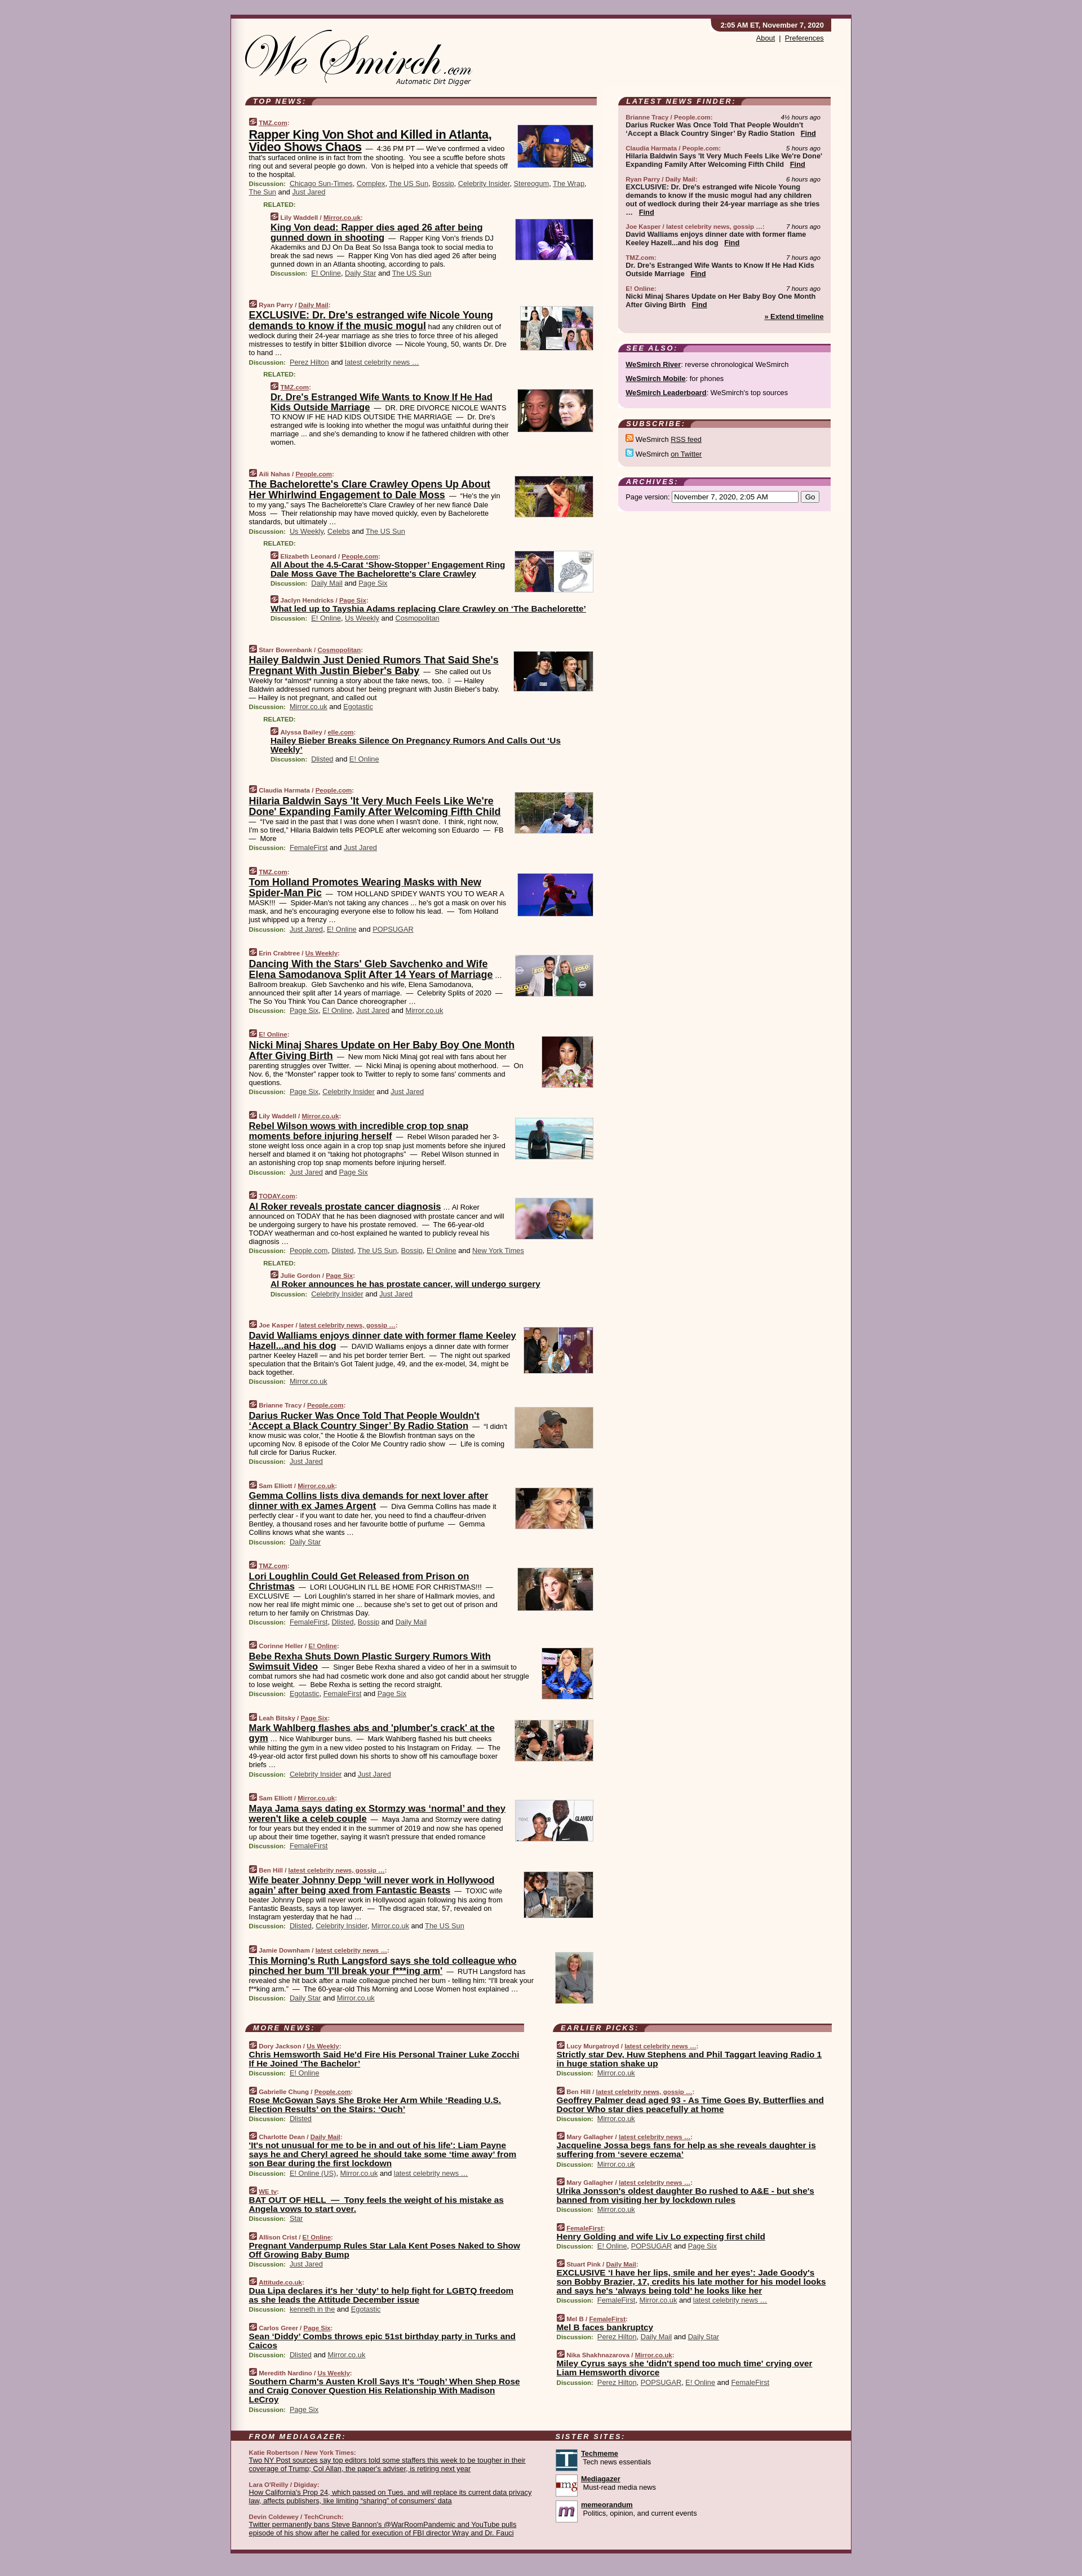 2:05 AM ET, November 7, 2020
About | Preferences
We Smirch.com
Automatic Dirt Digger
TOP NEWS:
TMZ.com:
Rapper King Von Shot and Killed in Atlanta,
Video Shows Chaos — 4:36 PM PT — We've confirmed a video
that's surfaced online is in fact from the shooting. You see a scuffle before shots
ring out and several people go down. Von is helped into a vehicle that speeds off
to the hospital.
Discussion: Chicago Sun-Times, Complex, The US Sun, Bossip, Celebrity Insider, Stereogum, The Wrap,
The Sun and Just Jared
RELATED:
Lily Waddell / Mirror.co.uk:
King Von dead: Rapper dies aged 26 after being
gunned down in shooting — Rapper King Von's friends DJ
Akademiks and DJ On Da Beat So Issa Banga took to social media to
break the sad news — Rapper King Von has died aged 26 after being
gunned down in an Atlanta shooting, according to pals.
Discussion: E! Online, Daily Star and The US Sun
Ryan Parry / Daily Mail:
EXCLUSIVE: Dr. Dre's estranged wife Nicole Young
demands to know if the music mogul had any children out of
wedlock during their 24-year marriage as she tries to force three of his alleged
mistresses to testify in bitter $1billion divorce — Nicole Young, 50, wants Dr. Dre
to hand …
Discussion: Perez Hilton and latest celebrity news …
RELATED:
TMZ.com:
Dr. Dre's Estranged Wife Wants to Know If He Had
Kids Outside Marriage — DR. DRE DIVORCE NICOLE WANTS
TO KNOW IF HE HAD KIDS OUTSIDE THE MARRIAGE — Dr. Dre's
estranged wife is looking into whether the mogul was unfaithful during their
marriage ... and she's demanding to know if he fathered children with other
women.
Aili Nahas / People.com:
The Bachelorette's Clare Crawley Opens Up About
Her Whirlwind Engagement to Dale Moss — “He's the yin
to my yang,” says The Bachelorette's Clare Crawley of her new fiance Dale
Moss — Their relationship may have moved quickly, even by Bachelorette
standards, but ultimately …
Discussion: Us Weekly, Celebs and The US Sun
RELATED:
Elizabeth Leonard / People.com:
All About the 4.5-Carat ‘Show-Stopper’ Engagement Ring
Dale Moss Gave The Bachelorette's Clare Crawley
Discussion: Daily Mail and Page Six
Jaclyn Hendricks / Page Six:
What led up to Tayshia Adams replacing Clare Crawley on ‘The Bachelorette’
Discussion: E! Online, Us Weekly and Cosmopolitan
Starr Bowenbank / Cosmopolitan:
Hailey Baldwin Just Denied Rumors That Said She's
Pregnant With Justin Bieber's Baby — She called out Us
Weekly for *almost* running a story about the fake news, too. — Hailey
Baldwin addressed rumors about her being pregnant with Justin Bieber's baby.
— Hailey is not pregnant, and called out
Discussion: Mirror.co.uk and Egotastic
RELATED:
Alyssa Bailey / elle.com:
Hailey Bieber Breaks Silence On Pregnancy Rumors And Calls Out ‘Us
Weekly’
Discussion: Dlisted and E! Online
Claudia Harmata / People.com:
Hilaria Baldwin Says 'It Very Much Feels Like We're
Done' Expanding Family After Welcoming Fifth Child
— “I've said in the past that I was done when I wasn't done. I think, right now,
I'm so tired,” Hilaria Baldwin tells PEOPLE after welcoming son Eduardo — FB
— More
Discussion: FemaleFirst and Just Jared
TMZ.com:
Tom Holland Promotes Wearing Masks with New
Spider-Man Pic — TOM HOLLAND SPIDEY WANTS YOU TO WEAR A
MASK!!! — Spider-Man's not taking any chances ... he's got a mask on over his
mask, and he's encouraging everyone else to follow his lead. — Tom Holland
just whipped up a frenzy …
Discussion: Just Jared, E! Online and POPSUGAR
Erin Crabtree / Us Weekly:
Dancing With the Stars' Gleb Savchenko and Wife
Elena Samodanova Split After 14 Years of Marriage …
Ballroom breakup. Gleb Savchenko and his wife, Elena Samodanova,
announced their split after 14 years of marriage. — Celebrity Splits of 2020 —
The So You Think You Can Dance choreographer …
Discussion: Page Six, E! Online, Just Jared and Mirror.co.uk
E! Online:
Nicki Minaj Shares Update on Her Baby Boy One Month
After Giving Birth — New mom Nicki Minaj got real with fans about her
parenting struggles over Twitter. — Nicki Minaj is opening about motherhood. — On
Nov. 6, the “Monster” rapper took to Twitter to reply to some fans' comments and
questions.
Discussion: Page Six, Celebrity Insider and Just Jared
Lily Waddell / Mirror.co.uk:
Rebel Wilson wows with incredible crop top snap
moments before injuring herself — Rebel Wilson paraded her 3-
stone weight loss once again in a crop top snap just moments before she injured
herself and blamed it on “taking hot photographs” — Rebel Wilson stunned in
an astonishing crop top snap moments before injuring herself.
Discussion: Just Jared and Page Six
TODAY.com:
Al Roker reveals prostate cancer diagnosis … Al Roker
announced on TODAY that he has been diagnosed with prostate cancer and will
be undergoing surgery to have his prostate removed. — The 66-year-old
TODAY weatherman and co-host explained he wanted to publicly reveal his
diagnosis …
Discussion: People.com, Dlisted, The US Sun, Bossip, E! Online and New York Times
RELATED:
Julie Gordon / Page Six:
Al Roker announces he has prostate cancer, will undergo surgery
Discussion: Celebrity Insider and Just Jared
Joe Kasper / latest celebrity news, gossip …:
David Walliams enjoys dinner date with former flame Keeley
Hazell...and his dog — DAVID Walliams enjoys a dinner date with former
partner Keeley Hazell — and his pet border terrier Bert. — The night out sparked
speculation that the Britain's Got Talent judge, 49, and the ex-model, 34, might be
back together.
Discussion: Mirror.co.uk
Brianne Tracy / People.com:
Darius Rucker Was Once Told That People Wouldn't
‘Accept a Black Country Singer’ By Radio Station — “I didn't
know music was color,” the Hootie & the Blowfish frontman says on the
upcoming Nov. 8 episode of the Color Me Country radio show — Life is coming
full circle for Darius Rucker.
Discussion: Just Jared
Sam Elliott / Mirror.co.uk:
Gemma Collins lists diva demands for next lover after
dinner with ex James Argent — Diva Gemma Collins has made it
perfectly clear - if you want to date her, you need to find a chauffeur-driven
Bentley, a thousand roses and her favourite bottle of perfume — Gemma
Collins knows what she wants …
Discussion: Daily Star
TMZ.com:
Lori Loughlin Could Get Released from Prison on
Christmas — LORI LOUGHLIN I'LL BE HOME FOR CHRISTMAS!!! —
EXCLUSIVE — Lori Loughlin's starred in her share of Hallmark movies, and
now her real life might mimic one ... because she's set to get out of prison and
return to her family on Christmas Day.
Discussion: FemaleFirst, Dlisted, Bossip and Daily Mail
Corinne Heller / E! Online:
Bebe Rexha Shuts Down Plastic Surgery Rumors With
Swimsuit Video — Singer Bebe Rexha shared a video of her in a swimsuit to
combat rumors she had had cosmetic work done and also got candid about her struggle
to lose weight. — Bebe Rexha is setting the record straight.
Discussion: Egotastic, FemaleFirst and Page Six
Leah Bitsky / Page Six:
Mark Wahlberg flashes abs and 'plumber's crack' at the
gym … Nice Wahlburger buns. — Mark Wahlberg flashed his butt cheeks
while hitting the gym in a new video posted to his Instagram on Friday. — The
49-year-old actor first pulled down his shorts to show off his camouflage boxer
briefs …
Discussion: Celebrity Insider and Just Jared
Sam Elliott / Mirror.co.uk:
Maya Jama says dating ex Stormzy was ‘normal’ and they
weren't like a celeb couple — Maya Jama and Stormzy were dating
for four years but they ended it in the summer of 2019 and now she has opened
up about their time together, saying it wasn't pressure that ended romance
Discussion: FemaleFirst
Ben Hill / latest celebrity news, gossip …:
Wife beater Johnny Depp ‘will never work in Hollywood
again’ after being axed from Fantastic Beasts — TOXIC wife
beater Johnny Depp will never work in Hollywood again following his axing from
Fantastic Beasts, says a top lawyer. — The disgraced star, 57, revealed on
Instagram yesterday that he had …
Discussion: Dlisted, Celebrity Insider, Mirror.co.uk and The US Sun
Jamie Downham / latest celebrity news …:
This Morning's Ruth Langsford says she told colleague who
pinched her bum 'I'll break your f***ing arm' — RUTH Langsford has
revealed she hit back after a male colleague pinched her bum - telling him: “I'll break your
f**king arm.” — The 60-year-old This Morning and Loose Women host explained …
Discussion: Daily Star and Mirror.co.uk
LATEST NEWS FINDER:
Brianne Tracy / People.com: 4½ hours ago
Darius Rucker Was Once Told That People Wouldn't
‘Accept a Black Country Singer’ By Radio Station Find
Claudia Harmata / People.com: 5 hours ago
Hilaria Baldwin Says 'It Very Much Feels Like We're Done'
Expanding Family After Welcoming Fifth Child Find
Ryan Parry / Daily Mail: 6 hours ago
EXCLUSIVE: Dr. Dre's estranged wife Nicole Young
demands to know if the music mogul had any children
out of wedlock during their 24-year marriage as she tries
… Find
Joe Kasper / latest celebrity news, gossip …: 7 hours ago
David Walliams enjoys dinner date with former flame
Keeley Hazell...and his dog Find
TMZ.com: 7 hours ago
Dr. Dre's Estranged Wife Wants to Know If He Had Kids
Outside Marriage Find
E! Online: 7 hours ago
Nicki Minaj Shares Update on Her Baby Boy One Month
After Giving Birth Find
» Extend timeline
SEE ALSO:
WeSmirch River: reverse chronological WeSmirch
WeSmirch Mobile: for phones
WeSmirch Leaderboard: WeSmirch's top sources
SUBSCRIBE:
WeSmirch RSS feed
WeSmirch on Twitter
ARCHIVES:
Page version: November 7, 2020, 2:05 AM Go
MORE NEWS:
Dory Jackson / Us Weekly:
Chris Hemsworth Said He'd Fire His Personal Trainer Luke Zocchi
If He Joined ‘The Bachelor’
Discussion: E! Online
Gabrielle Chung / People.com:
Rose McGowan Says She Broke Her Arm While ‘Reading U.S.
Election Results’ on the Stairs: ‘Ouch’
Discussion: Dlisted
Charlotte Dean / Daily Mail:
'It's not unusual for me to be in and out of his life': Liam Payne
says he and Cheryl agreed he should take some ‘time away’ from
son Bear during the first lockdown
Discussion: E! Online (US), Mirror.co.uk and latest celebrity news …
WE tv:
BAT OUT OF HELL — Tony feels the weight of his mistake as
Angela vows to start over.
Discussion: Star
Allison Crist / E! Online:
Pregnant Vanderpump Rules Star Lala Kent Poses Naked to Show
Off Growing Baby Bump
Discussion: Just Jared
Attitude.co.uk:
Dua Lipa declares it's her ‘duty’ to help fight for LGBTQ freedom
as she leads the Attitude December issue
Discussion: kenneth in the and Egotastic
Carlos Greer / Page Six:
Sean ‘Diddy’ Combs throws epic 51st birthday party in Turks and
Caicos
Discussion: Dlisted and Mirror.co.uk
Meredith Nardino / Us Weekly:
Southern Charm's Austen Kroll Says It's ‘Tough’ When Shep Rose
and Craig Conover Question His Relationship With Madison
LeCroy
Discussion: Page Six
EARLIER PICKS:
Lucy Murgatroyd / latest celebrity news …:
Strictly star Dev, Huw Stephens and Phil Taggart leaving Radio 1
in huge station shake up
Discussion: Mirror.co.uk
Ben Hill / latest celebrity news, gossip …:
Geoffrey Palmer dead aged 93 - As Time Goes By, Butterflies and
Doctor Who star dies peacefully at home
Discussion: Mirror.co.uk
Mary Gallagher / latest celebrity news …:
Jacqueline Jossa begs fans for help as she reveals daughter is
suffering from ‘severe eczema’
Discussion: Mirror.co.uk
Mary Gallagher / latest celebrity news …:
Ulrika Jonsson's oldest daughter Bo rushed to A&E - but she's
banned from visiting her by lockdown rules
Discussion: Mirror.co.uk
FemaleFirst:
Henry Golding and wife Liv Lo expecting first child
Discussion: E! Online, POPSUGAR and Page Six
Stuart Pink / Daily Mail:
EXCLUSIVE ‘I have her lips, smile and her eyes’: Jade Goody's
son Bobby Brazier, 17, credits his late mother for his model looks
and says he's ‘always being told’ he looks like her
Discussion: FemaleFirst, Mirror.co.uk and latest celebrity news …
Mel B / FemaleFirst:
Mel B faces bankruptcy
Discussion: Perez Hilton, Daily Mail and Daily Star
Nika Shakhnazarova / Mirror.co.uk:
Miley Cyrus says she 'didn't spend too much time' crying over
Liam Hemsworth divorce
Discussion: Perez Hilton, POPSUGAR, E! Online and FemaleFirst
FROM MEDIAGAZER:
Katie Robertson / New York Times:
Two NY Post sources say top editors told some staffers this week to be tougher in their
coverage of Trump; Col Allan, the paper's adviser, is retiring next year
Lara O'Reilly / Digiday:
How California's Prop 24, which passed on Tues. and will replace its current data privacy
law, affects publishers, like limiting “sharing” of consumers' data
Devin Coldewey / TechCrunch:
Twitter permanently bans Steve Bannon's @WarRoomPandemic and YouTube pulls
episode of his show after he called for execution of FBI director Wray and Dr. Fauci
SISTER SITES:
Techmeme
Tech news essentials
mg
Mediagazer
Must-read media news
m
memeorandum
Politics, opinion, and current events